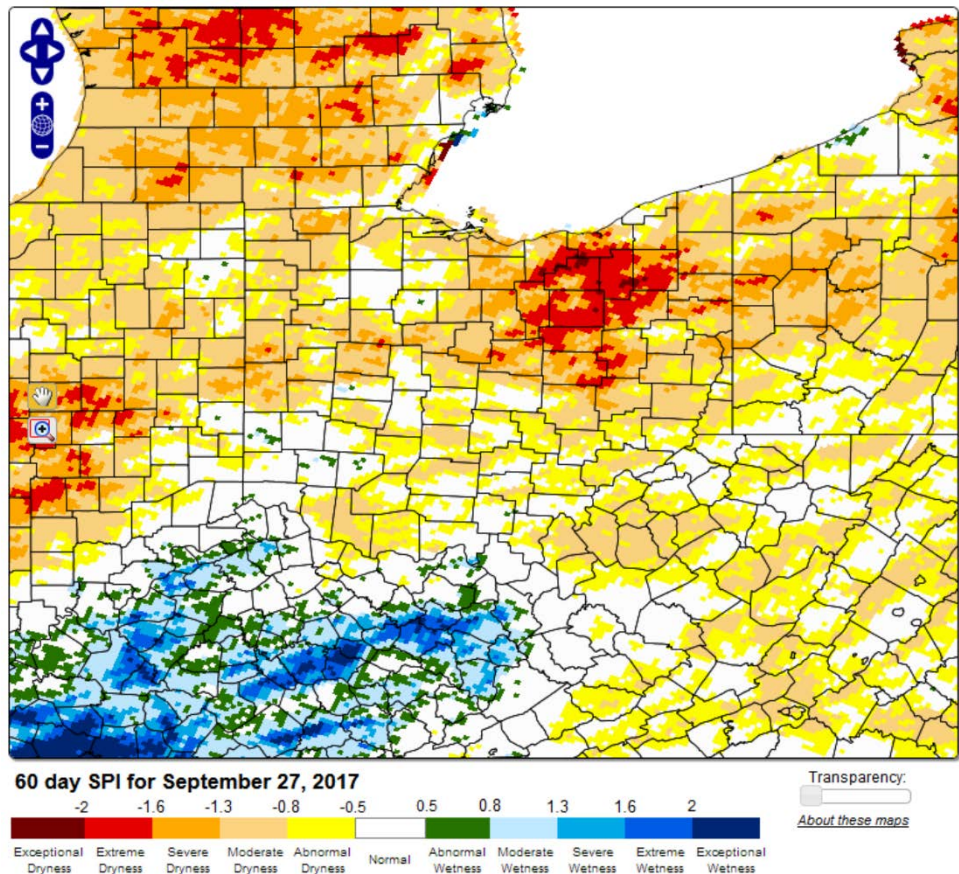 60 day SPI for September 27, 2017
Transparency:
-2 -1.6 -1.3 -0.8 -0.5 0.5 0.8 1.3 1.6 2
About these maps
Exceptional Extreme Severe Moderate Abnormal Normal Abnormal Moderate Severe Extreme Exceptional
Dryness Dryness Dryness Dryness Dryness Wetness Wetness Wetness Wetness Wetness